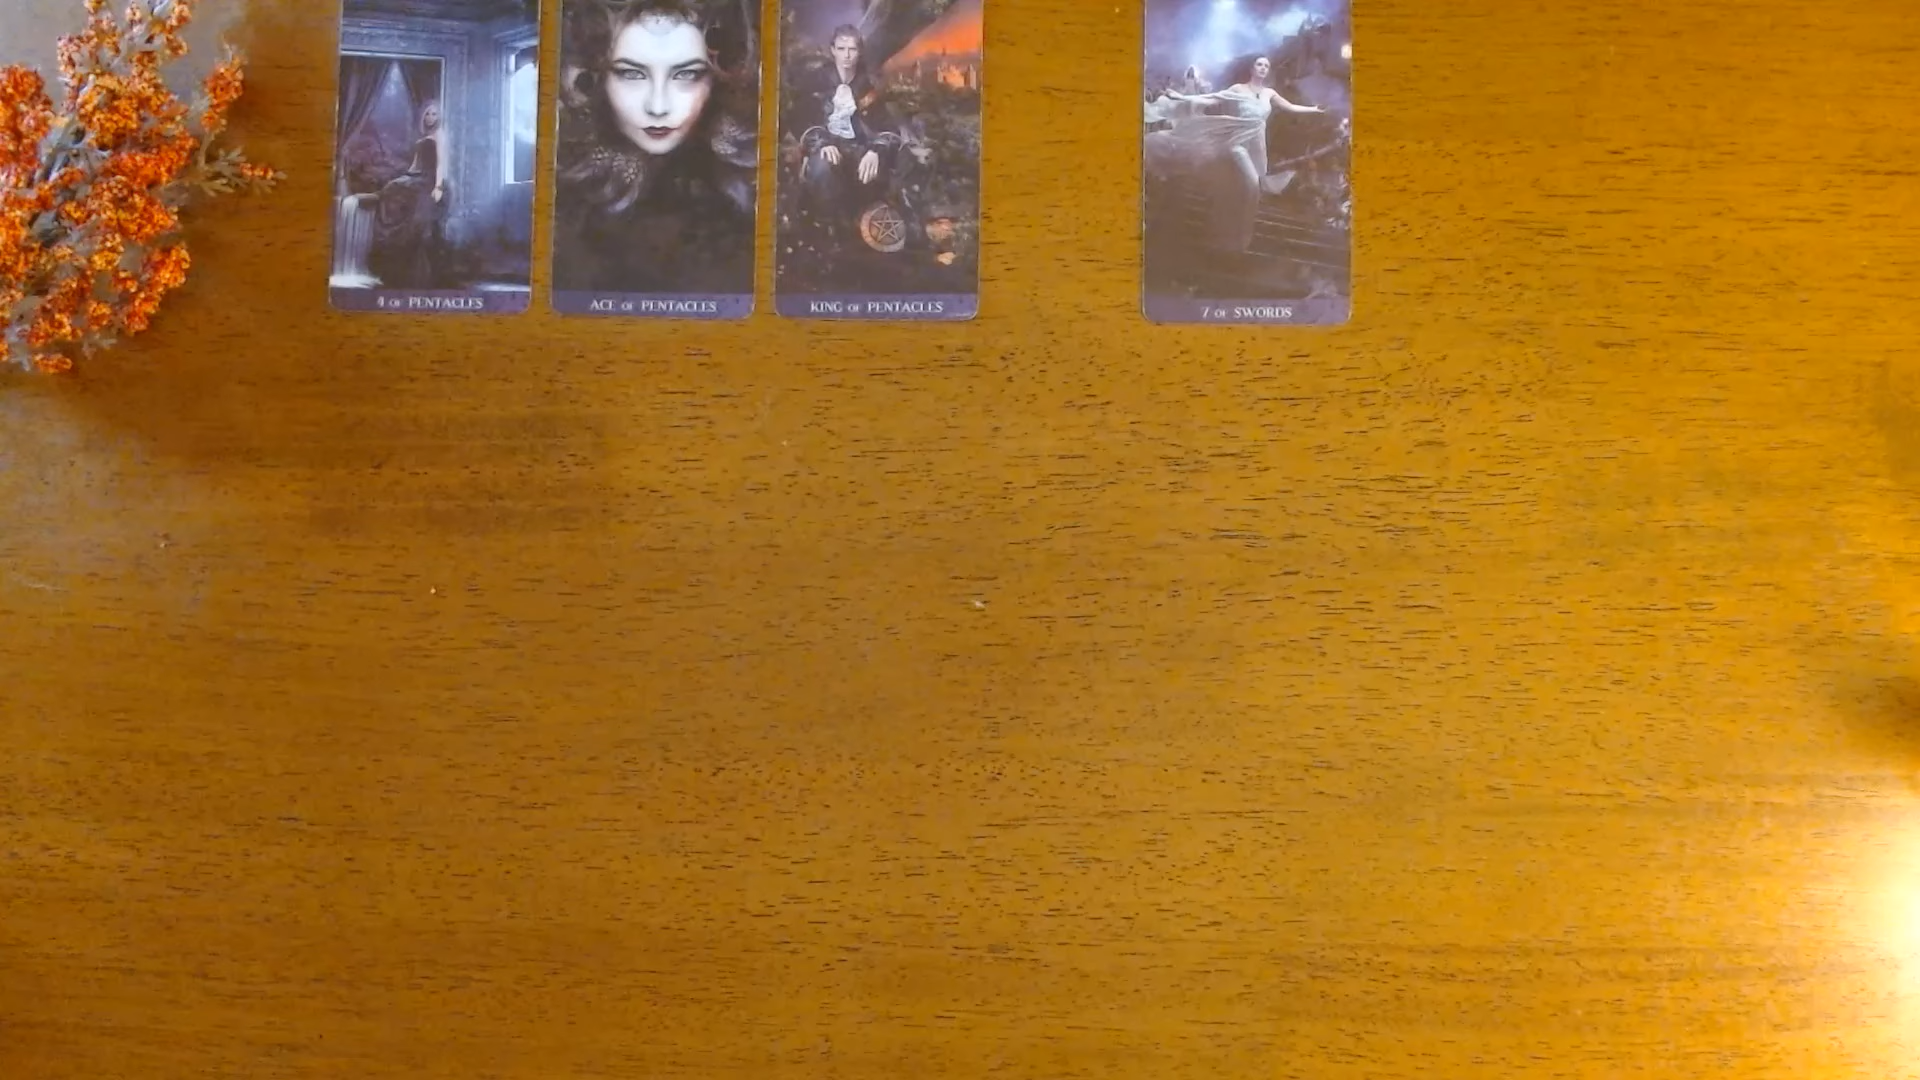 4 OF PENTACLES
ACE OF PENTACLES
KING OF PENTACLES
7 OF SWORDS